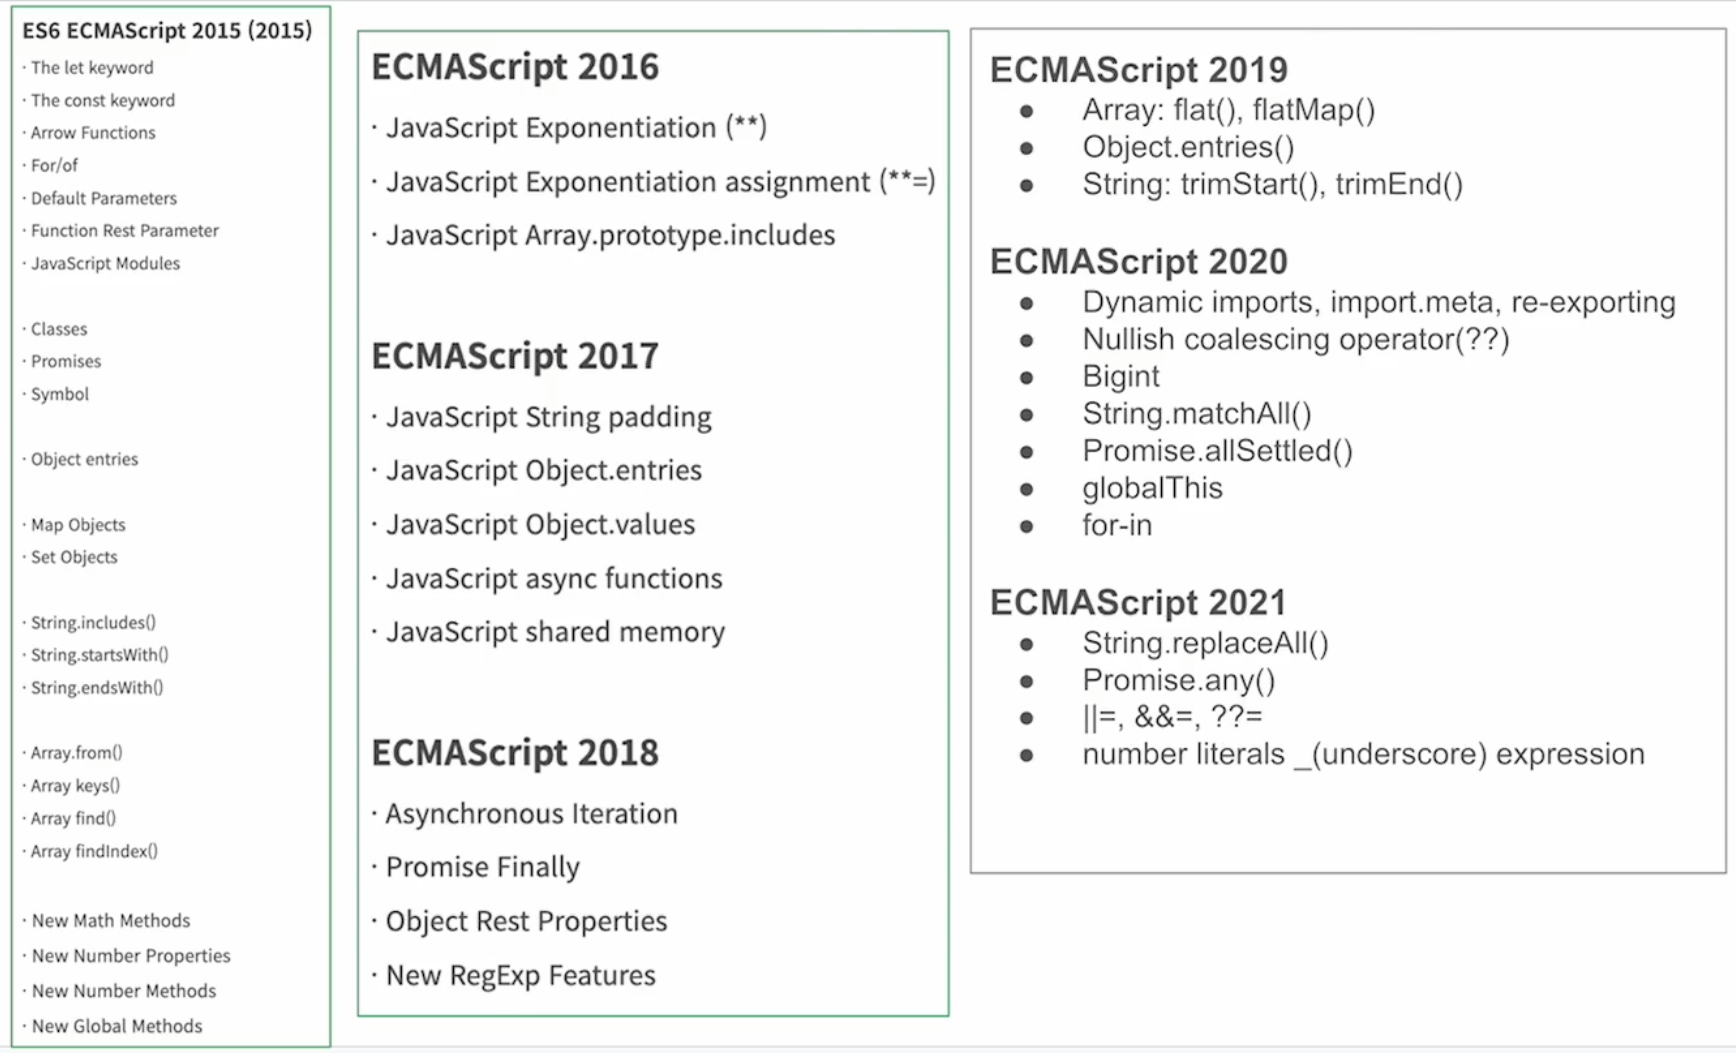 ES6 ECMAScript 2015 (2015)
· The let keyword
· The const keyword
· Arrow Functions
· For/of
· Default Parameters
· Function Rest Parameter
· JavaScript Modules
· Classes
· Promises
· Symbol
· Object entries
· Map Objects
· Set Objects
· String.includes()
· String.startsWith()
· String.endsWith()
· Array.from()
· Array keys()
· Array find()
· Array findIndex()
· New Math Methods
· New Number Properties
· New Number Methods
· New Global Methods
ECMAScript 2016
· JavaScript Exponentiation (**)
· JavaScript Exponentiation assignment (**=)
· JavaScript Array.prototype.includes
ECMAScript 2017
· JavaScript String padding
· JavaScript Object.entries
· JavaScript Object.values
· JavaScript async functions
· JavaScript shared memory
ECMAScript 2018
· Asynchronous Iteration
· Promise Finally
· Object Rest Properties
· New RegExp Features
ECMAScript 2019
● Array: flat(), flatMap()
● Object.entries()
● String: trimStart(), trimEnd()
ECMAScript 2020
● Dynamic imports, import.meta, re-exporting
● Nullish coalescing operator(??)
● Bigint
● String.matchAll()
● Promise.allSettled()
● globalThis
● for-in
ECMAScript 2021
● String.replaceAll()
● Promise.any()
● ||=, &&=, ??=
● number literals _(underscore) expression